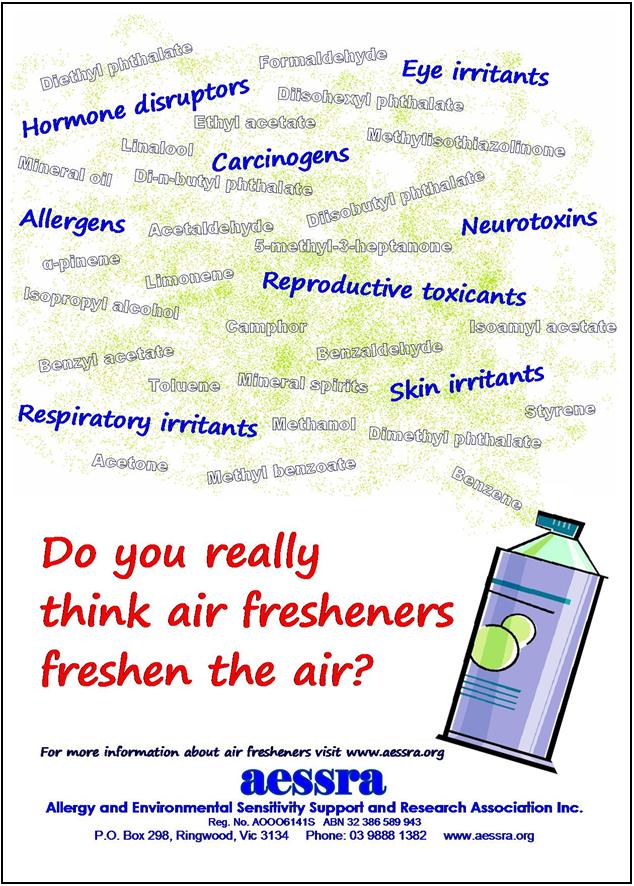 Diethyl phthalate
Formaldehyde
Eye irritants
Hormone disruptors
Diisohexyl phthalate
Ethyl acetate
Methylisothiazolinone
Linalool
Carcinogens
Mineral oil
Di-n-butyl phthalate
Diisobutyl phthalate
Allergens
Acetaldehyde
Neurotoxins
5-methyl-3-heptanone
α-pinene
Limonene
Reproductive toxicants
Isopropyl alcohol
Camphor
Isoamyl acetate
Benzyl acetate
Benzaldehyde
Toluene
Mineral spirits
Skin irritants
Respiratory irritants
Methanol
Styrene
Dimethyl phthalate
Acetone
Methyl benzoate
Benzene
Do you really
think air fresheners
freshen the air?
For more information about air fresheners visit www.aessra.org
aessra
Allergy and Environmental Sensitivity Support and Research Association Inc.
Reg. No. AOOO6141S ABN 32 386 589 943
P.O. Box 298, Ringwood, Vic 3134 Phone: 03 9888 1382 www.aessra.org